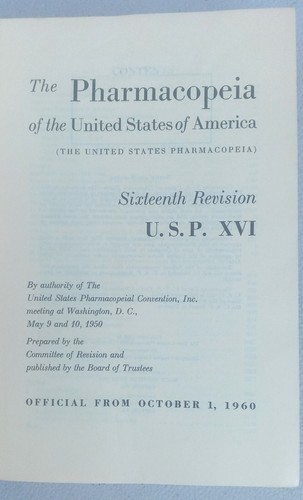 The Pharmacopeia
of the United States of America
(THE UNITED STATES PHARMACOPEIA)
Sixteenth Revision
U. S. P. XVI
By authority of The
United States Pharmacopeial Convention, Inc.
meeting at Washington, D. C.,
May 9 and 10, 1950
Prepared by the
Committee of Revision and
published by the Board of Trustees
OFFICIAL FROM OCTOBER 1, 1960